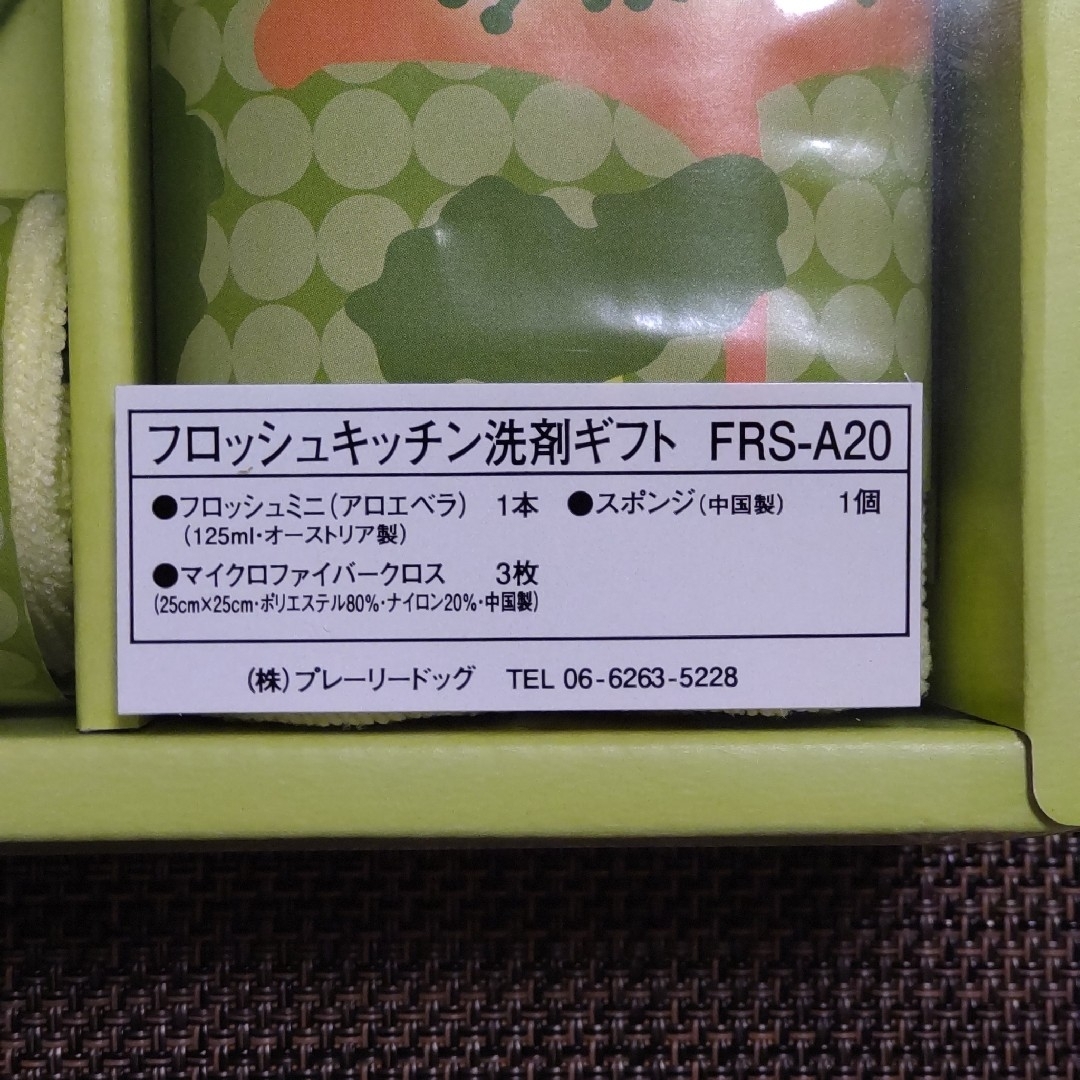 フロッシュキッチン洗剤ギフト FRS-A20
●フロッシュミニ(アロエベラ) 1本 ●スポンジ(中国製) 1個
(125ml・オーストリア製)
●マイクロファイバークロス 3枚
(25cm×25cm・ポリエステル80%・ナイロン20%・中国製)
(株)プレーリードッグ TEL 06-6263-5228